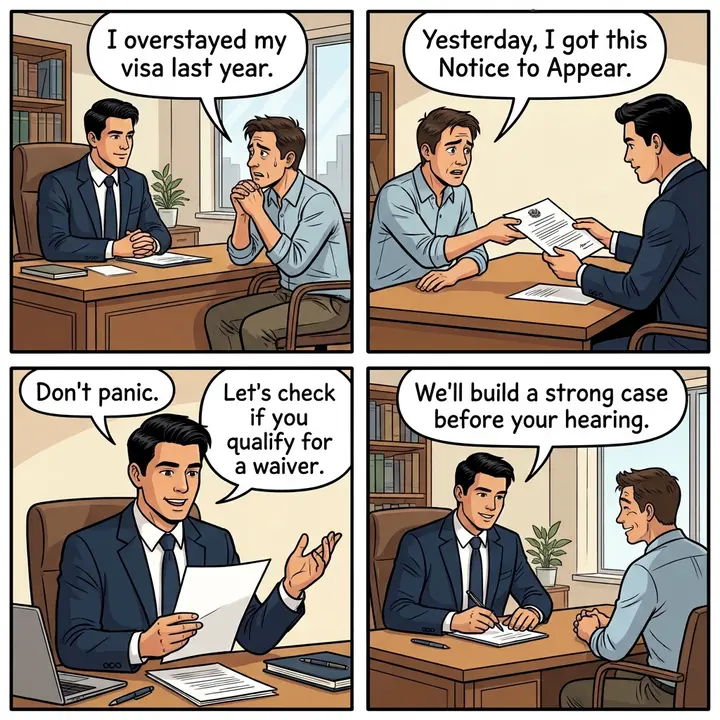 I overstayed my
visa last year.
Yesterday, I got this
Notice to Appear.
Don't panic.
Let's check
if you
qualify for
a waiver.
We'll build a strong case
before your hearing.